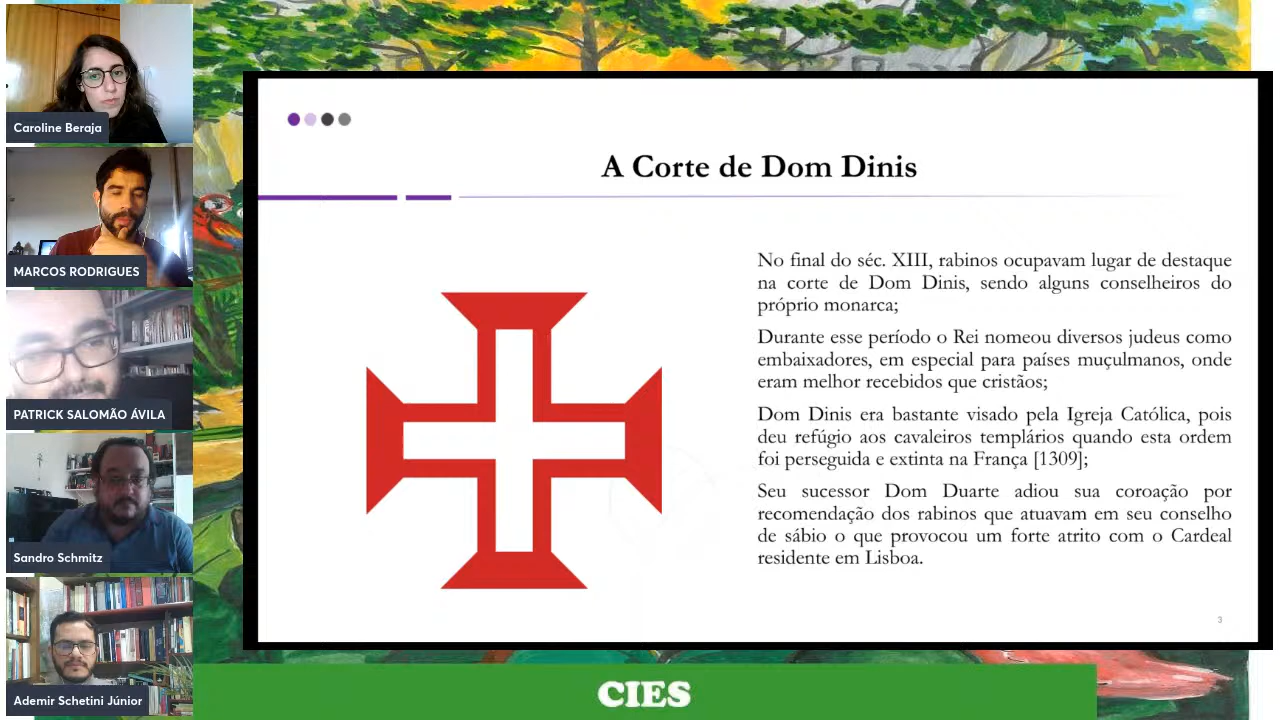 Caroline Beraja
MARCOS RODRIGUES
PATRICK SALOMÃO ÁVILA
Sandro Schmitz
Ademir Schetini Júnior
A Corte de Dom Dinis
No final do séc. XIII, rabinos ocupavam lugar de destaque
na corte de Dom Dinis, sendo alguns conselheiros do
próprio monarca;
Durante esse período o Rei nomeou diversos judeus como
embaixadores, em especial para países muçulmanos, onde
eram melhor recebidos que cristãos;
Dom Dinis era bastante visado pela Igreja Católica, pois
deu refúgio aos cavaleiros templários quando esta ordem
foi perseguida e extinta na França [1309];
Seu sucessor Dom Duarte adiou sua coroação por
recomendação dos rabinos que atuavam em seu conselho
de sábio o que provocou um forte atrito com o Cardeal
residente em Lisboa.
3
CIES